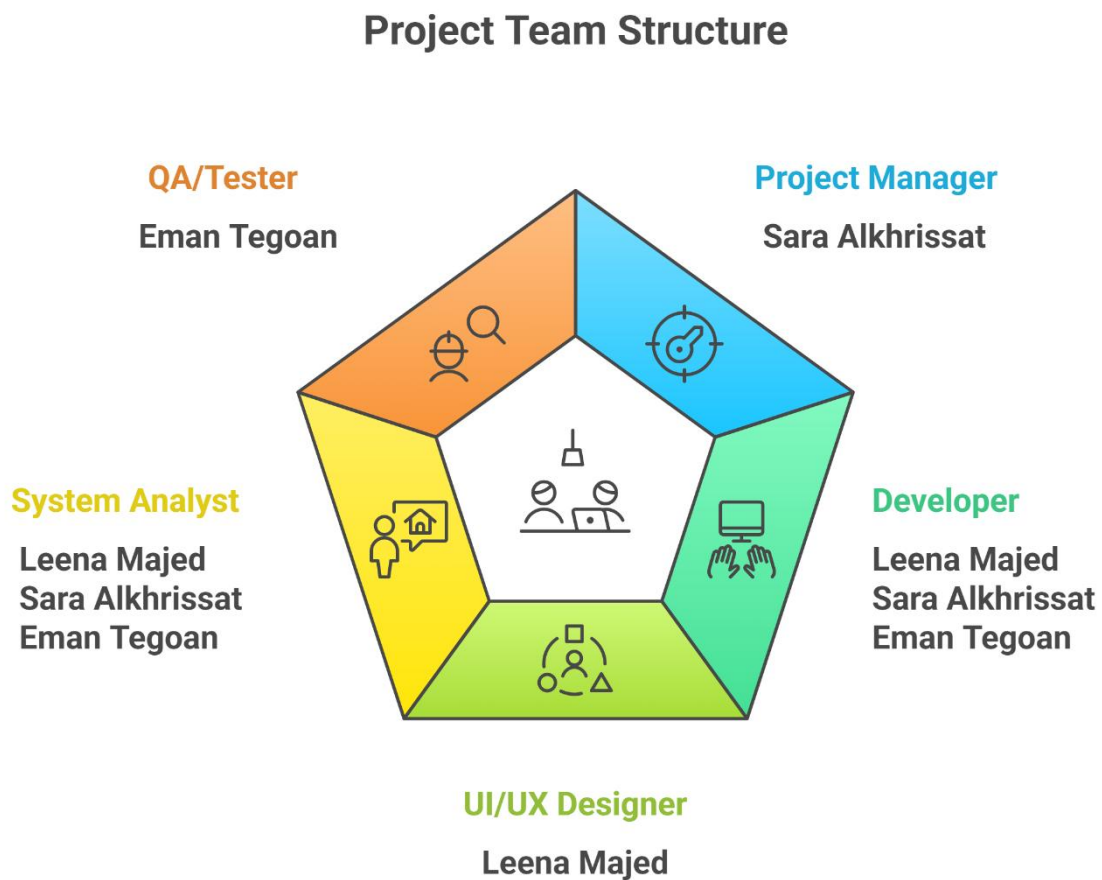 Project Team Structure
QA/Tester
Eman Tegoan
Project Manager
Sara Alkhrissat
System Analyst
Leena Majed
Sara Alkhrissat
Eman Tegoan
Developer
Leena Majed
Sara Alkhrissat
Eman Tegoan
UI/UX Designer
Leena Majed